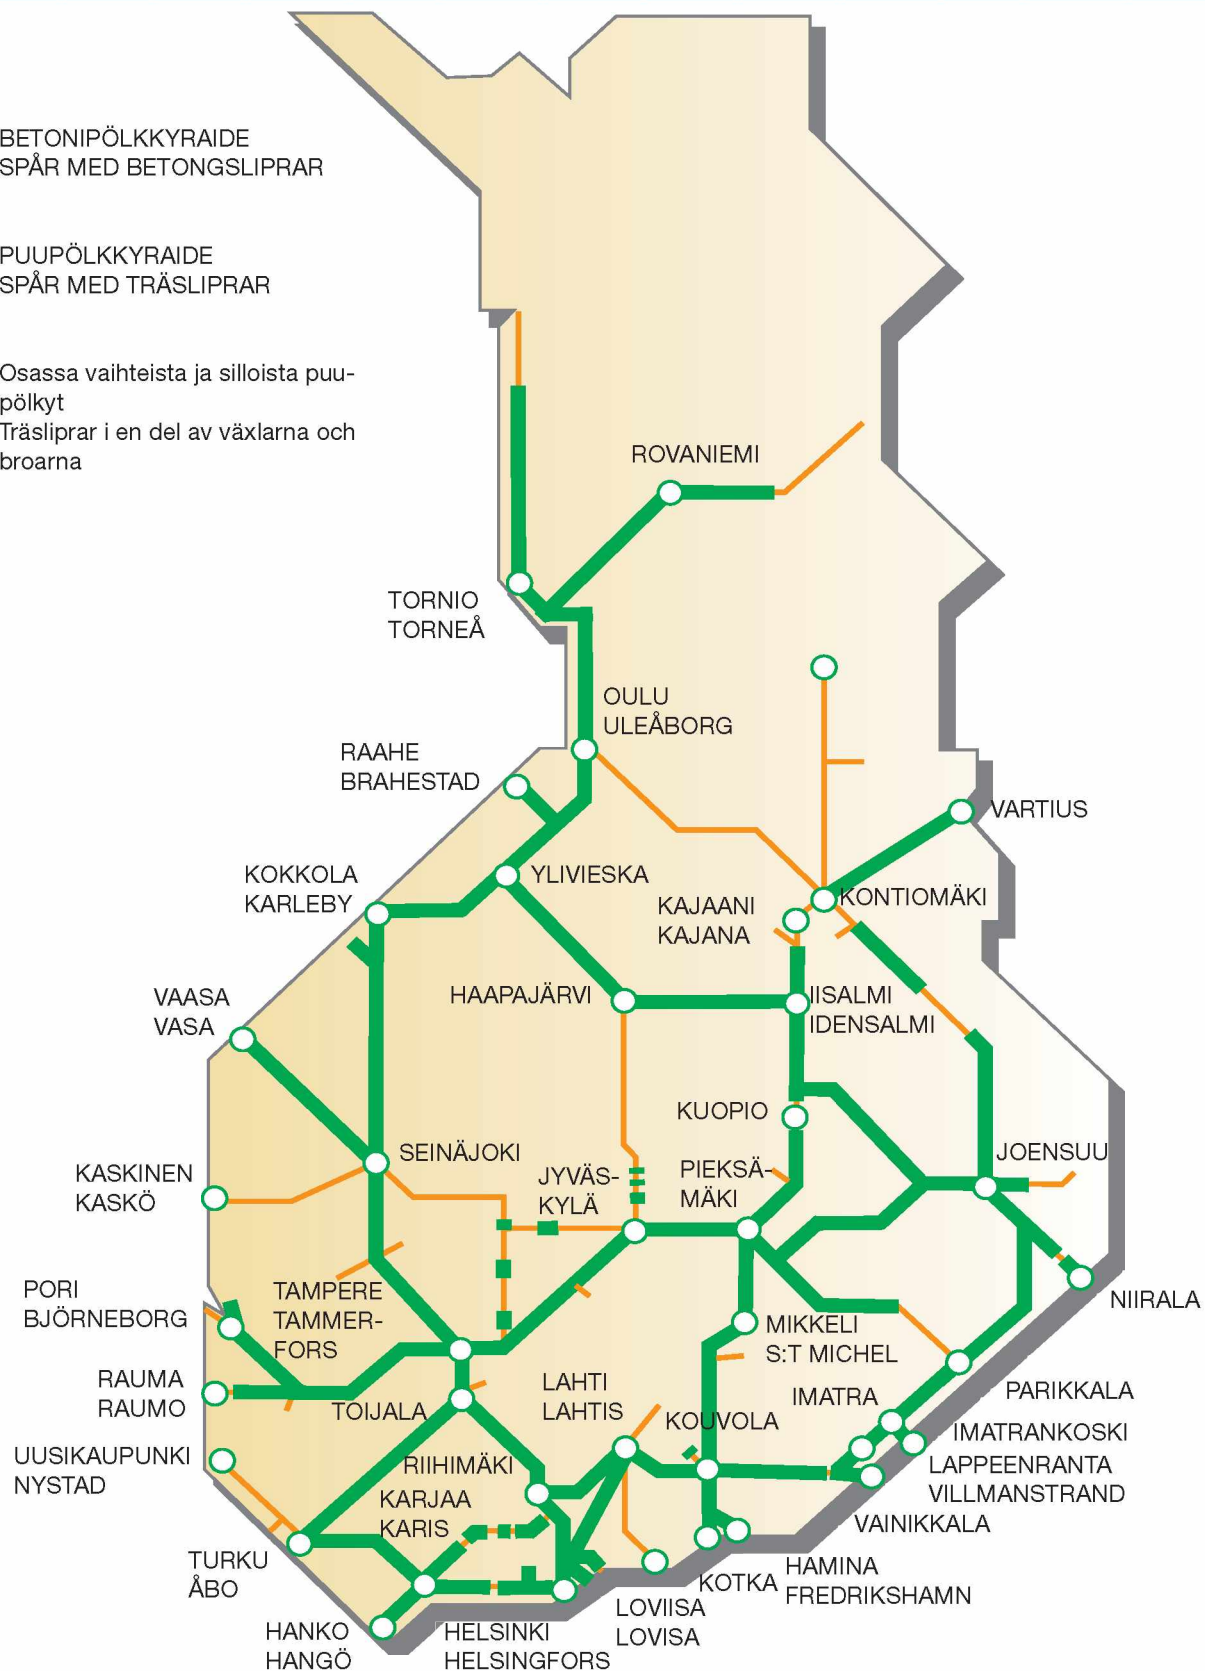 BETONIPÖLKKYRAIDE
SPÅR MED BETONGSLIPRAR
PUUPÖLKKYRAIDE
SPÅR MED TRÄSLIPRAR
Osassa vaihteista ja silloista puu-
pölkyt
Träsliprar i en del av växlarna och
broarna
ROVANIEMI
TORNIO
TORNEÅ
OULU
ULEÅBORG
RAAHE
BRAHESTAD
VARTIUS
KOKKOLA
KARLEBY
YLIVIESKA
KAJAANI
KAJANA
KONTIOMÄKI
VAASA
VASA
HAAPAJÄRVI
IISALMI
IDENSALMI
KUOPIO
SEINÄJOKI
JOENSUU
KASKINEN
KASKÖ
JYVÄS-
KYLÄ
PIEKSÄ-
MÄKI
PORI
BJÖRNEBORG
TAMPERE
TAMMER-
FORS
NIIRALA
MIKKELI
S:T MICHEL
RAUMA
RAUMO
TOIJALA
LAHTI
LAHTIS
KOUVOLA
IMATRA
PARIKKALA
IMATRANKOSKI
UUSIKAUPUNKI
NYSTAD
RIIHIMÄKI
KARJAA
KARIS
LAPPEENRANTA
VILLMANSTRAND
VAINIKKALA
TURKU
ÅBO
KOTKA
HAMINA
FREDRIKSHAMN
LOVIISA
LOVISA
HANKO
HANGÖ
HELSINKI
HELSINGFORS